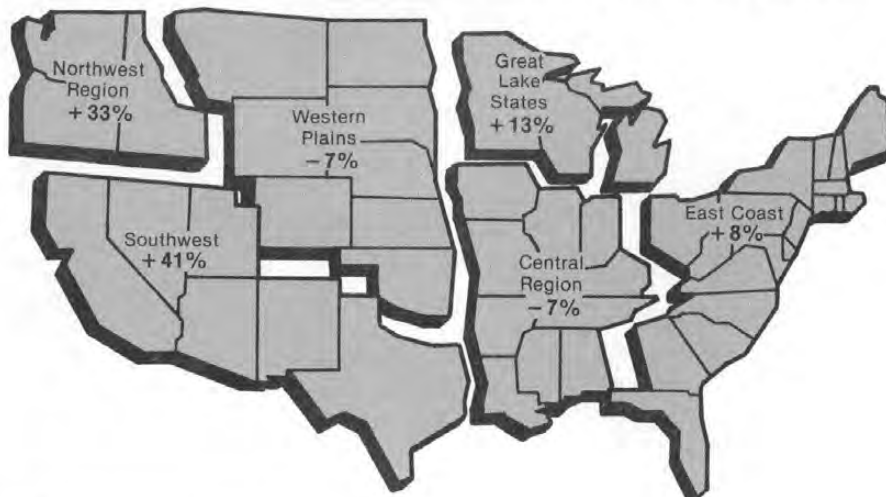 Northwest
Region
+33%
Western
Plains
-7%
Great
Lake
States
+13%
Southwest
+41%
Central
Region
-7%
East Coast
+8%